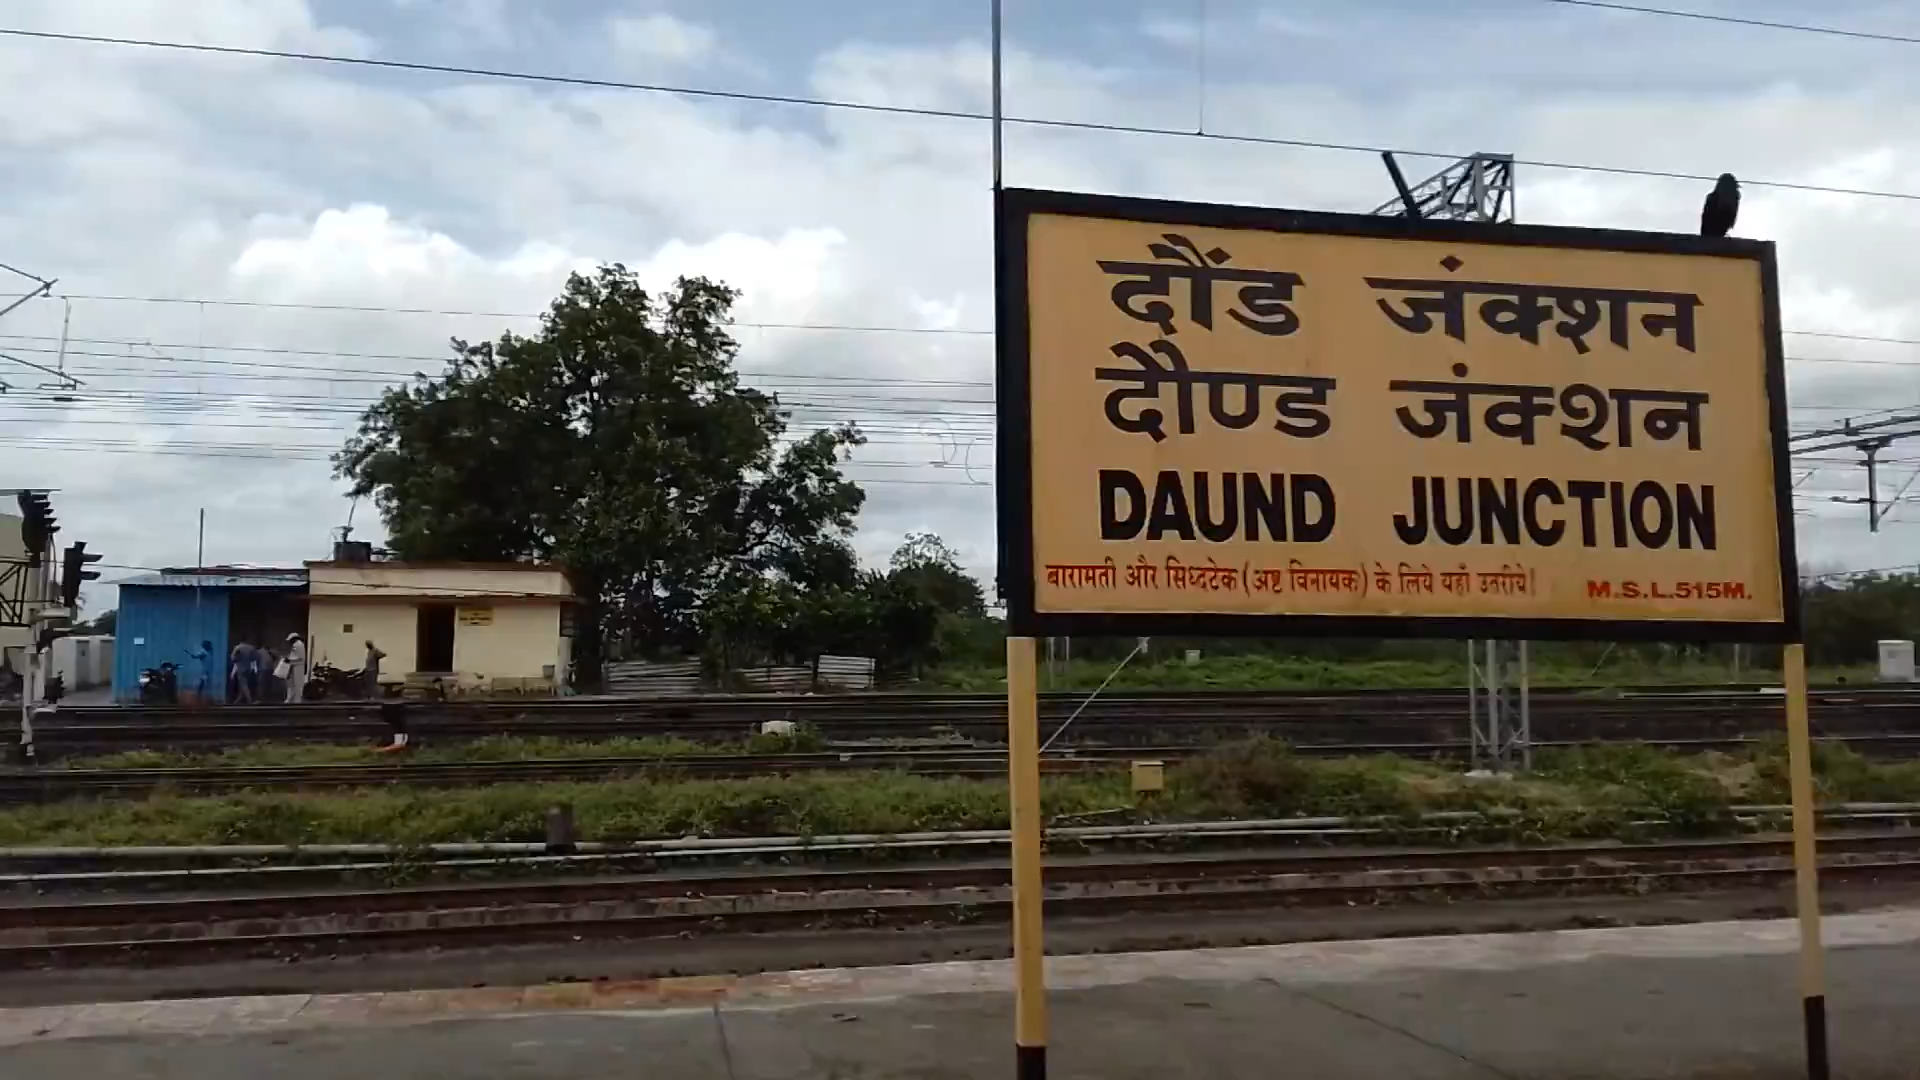 दौंड जंक्शन
दौण्ड जंक्शन
DAUND JUNCTION
बारामती और सिध्दटेक (अष्ट विनायक) के लिये यहाँ उतरीये।
M.S.L.515M.